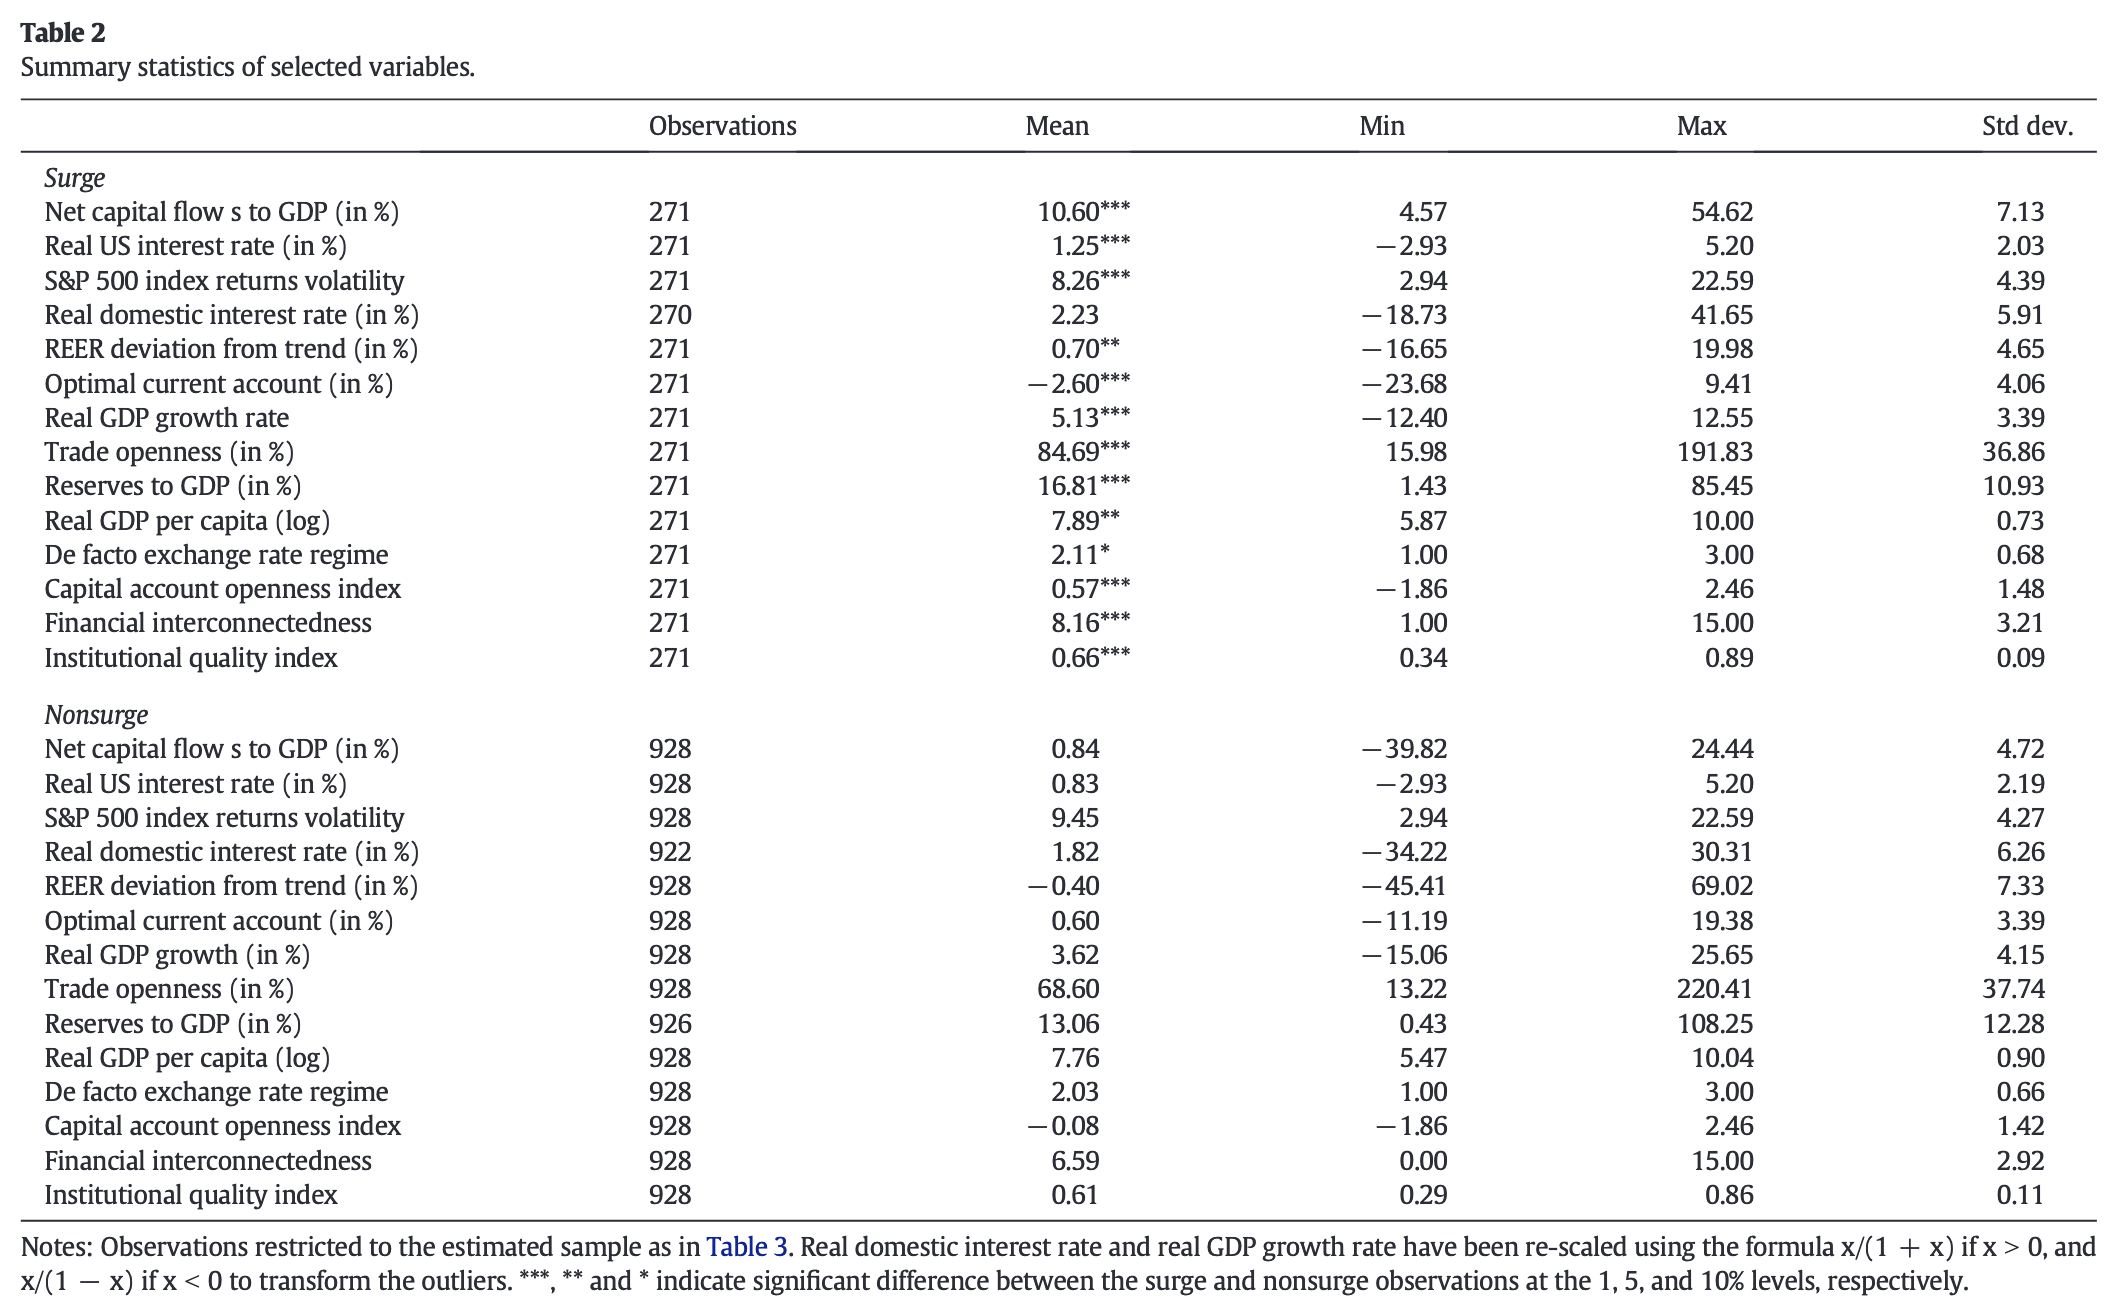 Table 2
Summary statistics of selected variables.
Observations Mean Min Max Std dev.
Surge
Net capital flow s to GDP (in %) 271 10.60*** 4.57 54.62 7.13
Real US interest rate (in %) 271 1.25*** −2.93 5.20 2.03
S&P 500 index returns volatility 271 8.26*** 2.94 22.59 4.39
Real domestic interest rate (in %) 270 2.23 −18.73 41.65 5.91
REER deviation from trend (in %) 271 0.70** −16.65 19.98 4.65
Optimal current account (in %) 271 −2.60*** −23.68 9.41 4.06
Real GDP growth rate 271 5.13*** −12.40 12.55 3.39
Trade openness (in %) 271 84.69*** 15.98 191.83 36.86
Reserves to GDP (in %) 271 16.81*** 1.43 85.45 10.93
Real GDP per capita (log) 271 7.89** 5.87 10.00 0.73
De facto exchange rate regime 271 2.11* 1.00 3.00 0.68
Capital account openness index 271 0.57*** −1.86 2.46 1.48
Financial interconnectedness 271 8.16*** 1.00 15.00 3.21
Institutional quality index 271 0.66*** 0.34 0.89 0.09
Nonsurge
Net capital flow s to GDP (in %) 928 0.84 −39.82 24.44 4.72
Real US interest rate (in %) 928 0.83 −2.93 5.20 2.19
S&P 500 index returns volatility 928 9.45 2.94 22.59 4.27
Real domestic interest rate (in %) 922 1.82 −34.22 30.31 6.26
REER deviation from trend (in %) 928 −0.40 −45.41 69.02 7.33
Optimal current account (in %) 928 0.60 −11.19 19.38 3.39
Real GDP growth (in %) 928 3.62 −15.06 25.65 4.15
Trade openness (in %) 928 68.60 13.22 220.41 37.74
Reserves to GDP (in %) 926 13.06 0.43 108.25 12.28
Real GDP per capita (log) 928 7.76 5.47 10.04 0.90
De facto exchange rate regime 928 2.03 1.00 3.00 0.66
Capital account openness index 928 −0.08 −1.86 2.46 1.42
Financial interconnectedness 928 6.59 0.00 15.00 2.92
Institutional quality index 928 0.61 0.29 0.86 0.11
Notes: Observations restricted to the estimated sample as in Table 3. Real domestic interest rate and real GDP growth rate have been re-scaled using the formula x/(1 + x) if x > 0, and
x/(1 − x) if x < 0 to transform the outliers. ***, ** and * indicate significant difference between the surge and nonsurge observations at the 1, 5, and 10% levels, respectively.